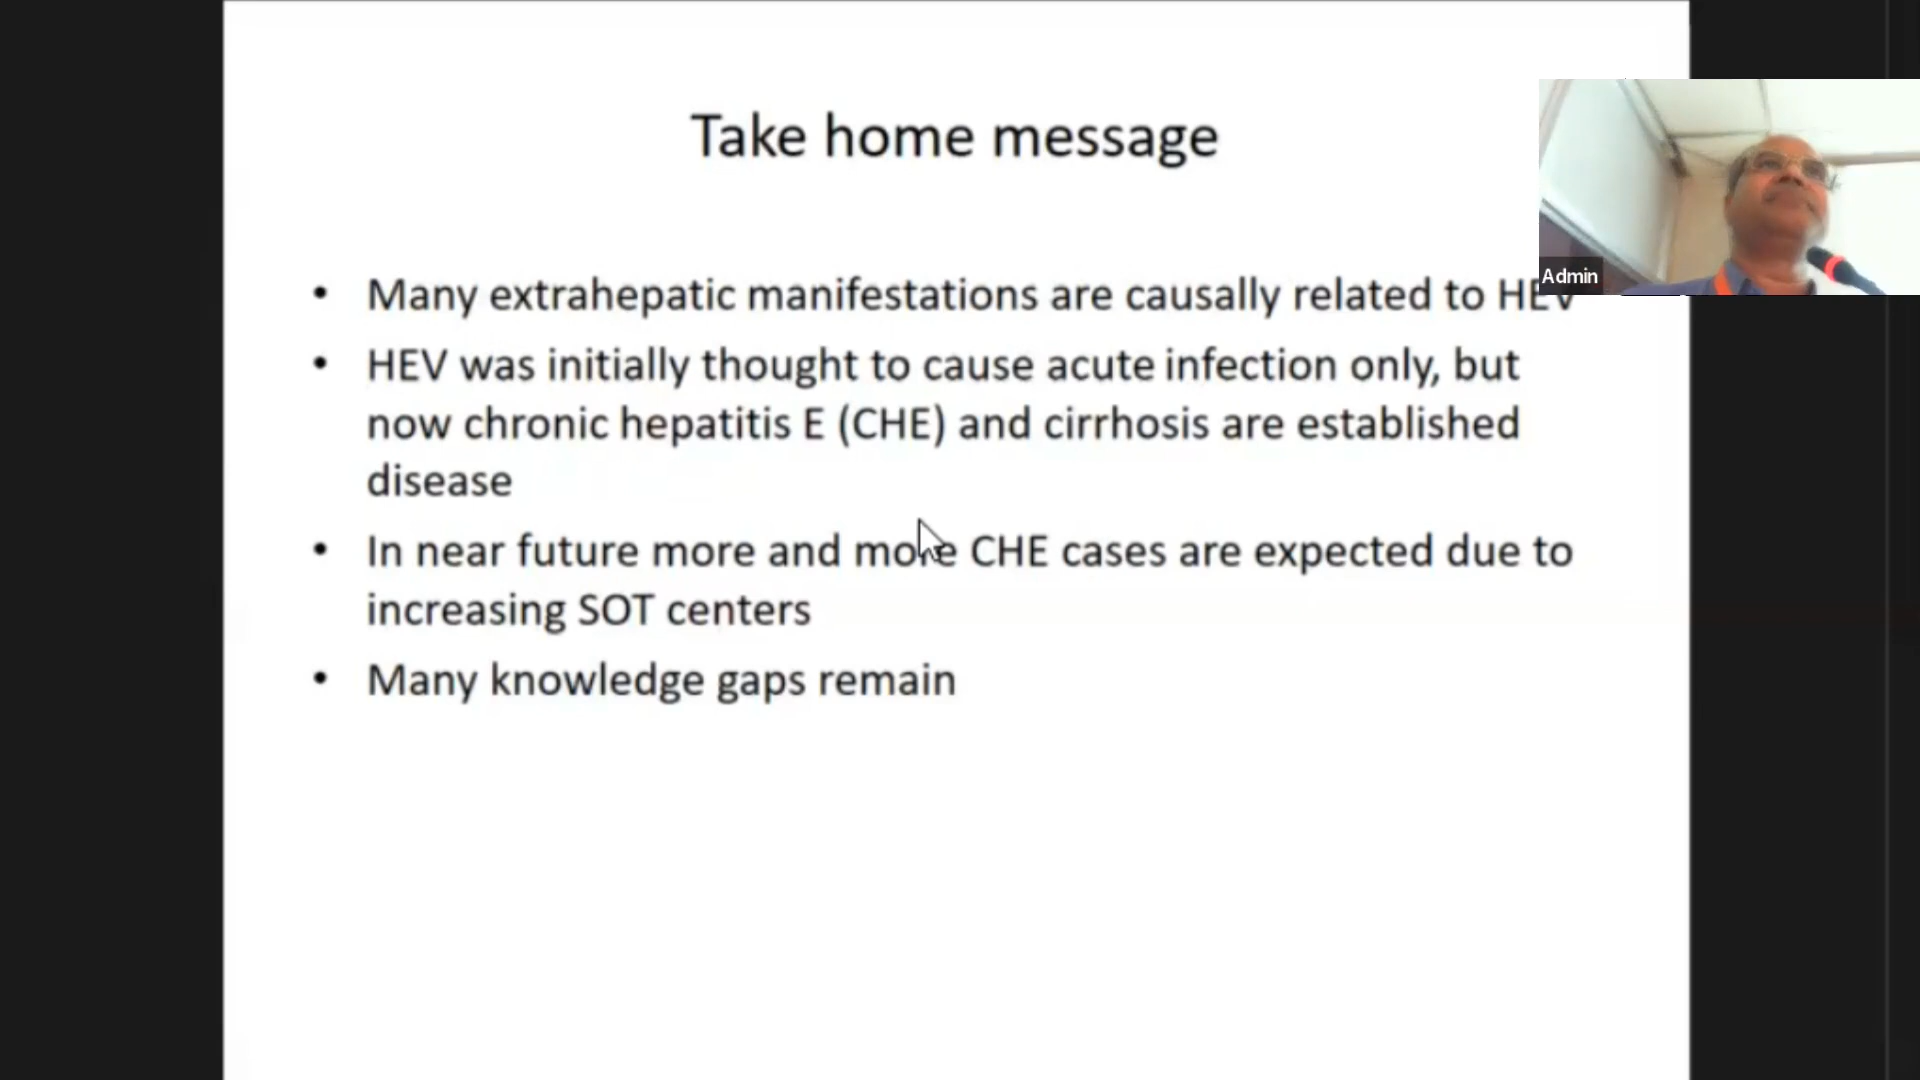 Take home message
• Many extrahepatic manifestations are causally related to HEV
• HEV was initially thought to cause acute infection only, but
now chronic hepatitis E (CHE) and cirrhosis are established
disease
• In near future more and more CHE cases are expected due to
increasing SOT centers
• Many knowledge gaps remain
Admin